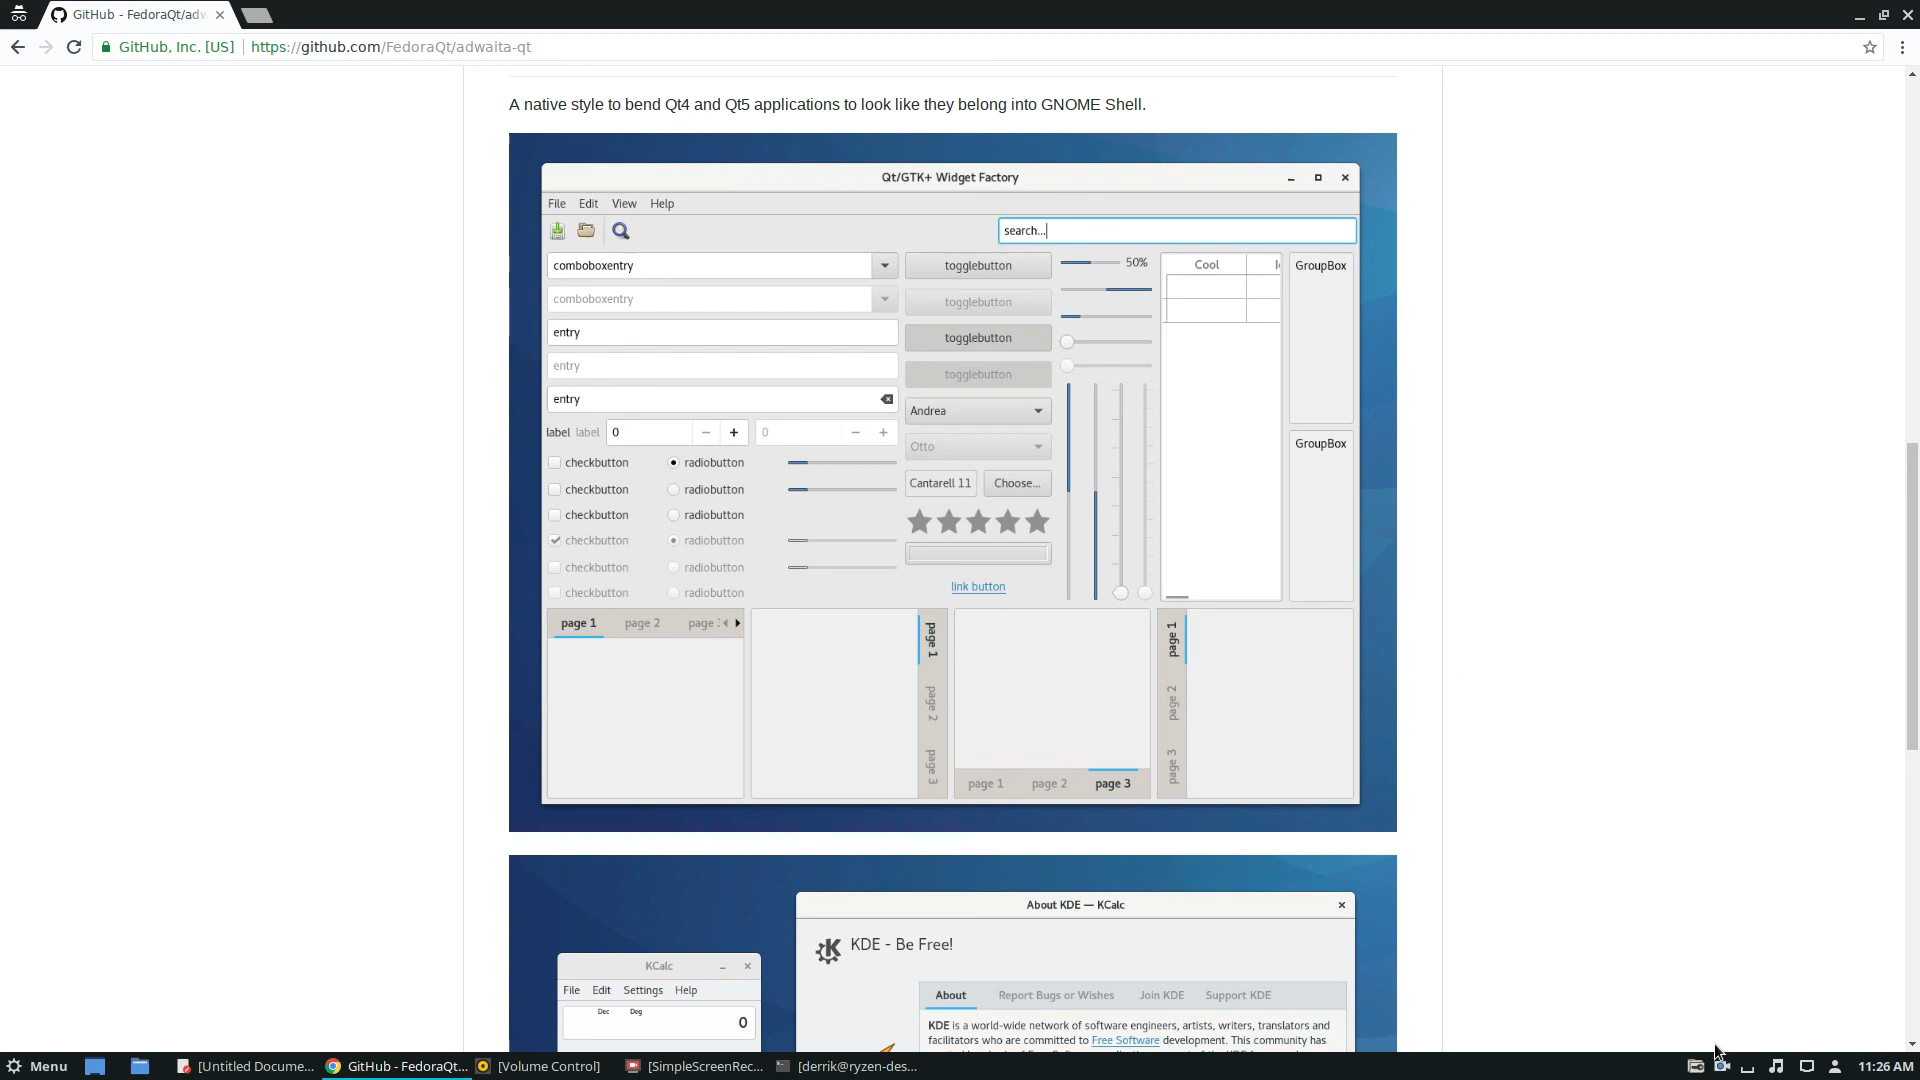 GitHub - FedoraQt/adw
GitHub, Inc. [US] https://github.com/FedoraQt/adwaita-qt
A native style to bend Qt4 and Qt5 applications to look like they belong into GNOME Shell.
Qt/GTK+ Widget Factory
File Edit View Help
search...
comboboxentry togglebutton 50% Cool GroupBox
comboboxentry togglebutton
entry togglebutton
entry togglebutton
entry Andrea
label label 0 − + 0 − + Otto GroupBox
checkbutton radiobutton
checkbutton radiobutton Cantarell 11 Choose...
checkbutton radiobutton
checkbutton radiobutton
checkbutton radiobutton
checkbutton radiobutton link button
page 1 page 2 page
page 1
page 2
page 3
page 1 page 2 page 3
page 1
page 2
page 3
About KDE — KCalc
KDE - Be Free!
KCalc
File Edit Settings Help
Dec Deg
0
About Report Bugs or Wishes Join KDE Support KDE
KDE is a world-wide network of software engineers, artists, writers, translators and
facilitators who are committed to Free Software development. This community has
Menu [Untitled Docume... GitHub - FedoraQt... [Volume Control] [SimpleScreenRec... [derrik@ryzen-des... 11:26 AM